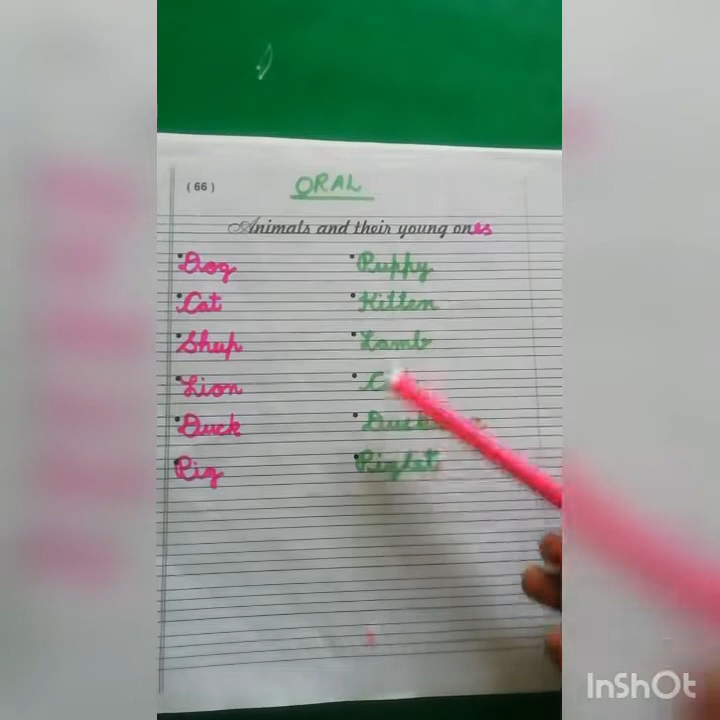 (66)
ORAL
Animals and their young ones
Dog Puppy
Cat Kitten
Sheep Lamb
Lion
Duck
Pig Piglet
InShOt